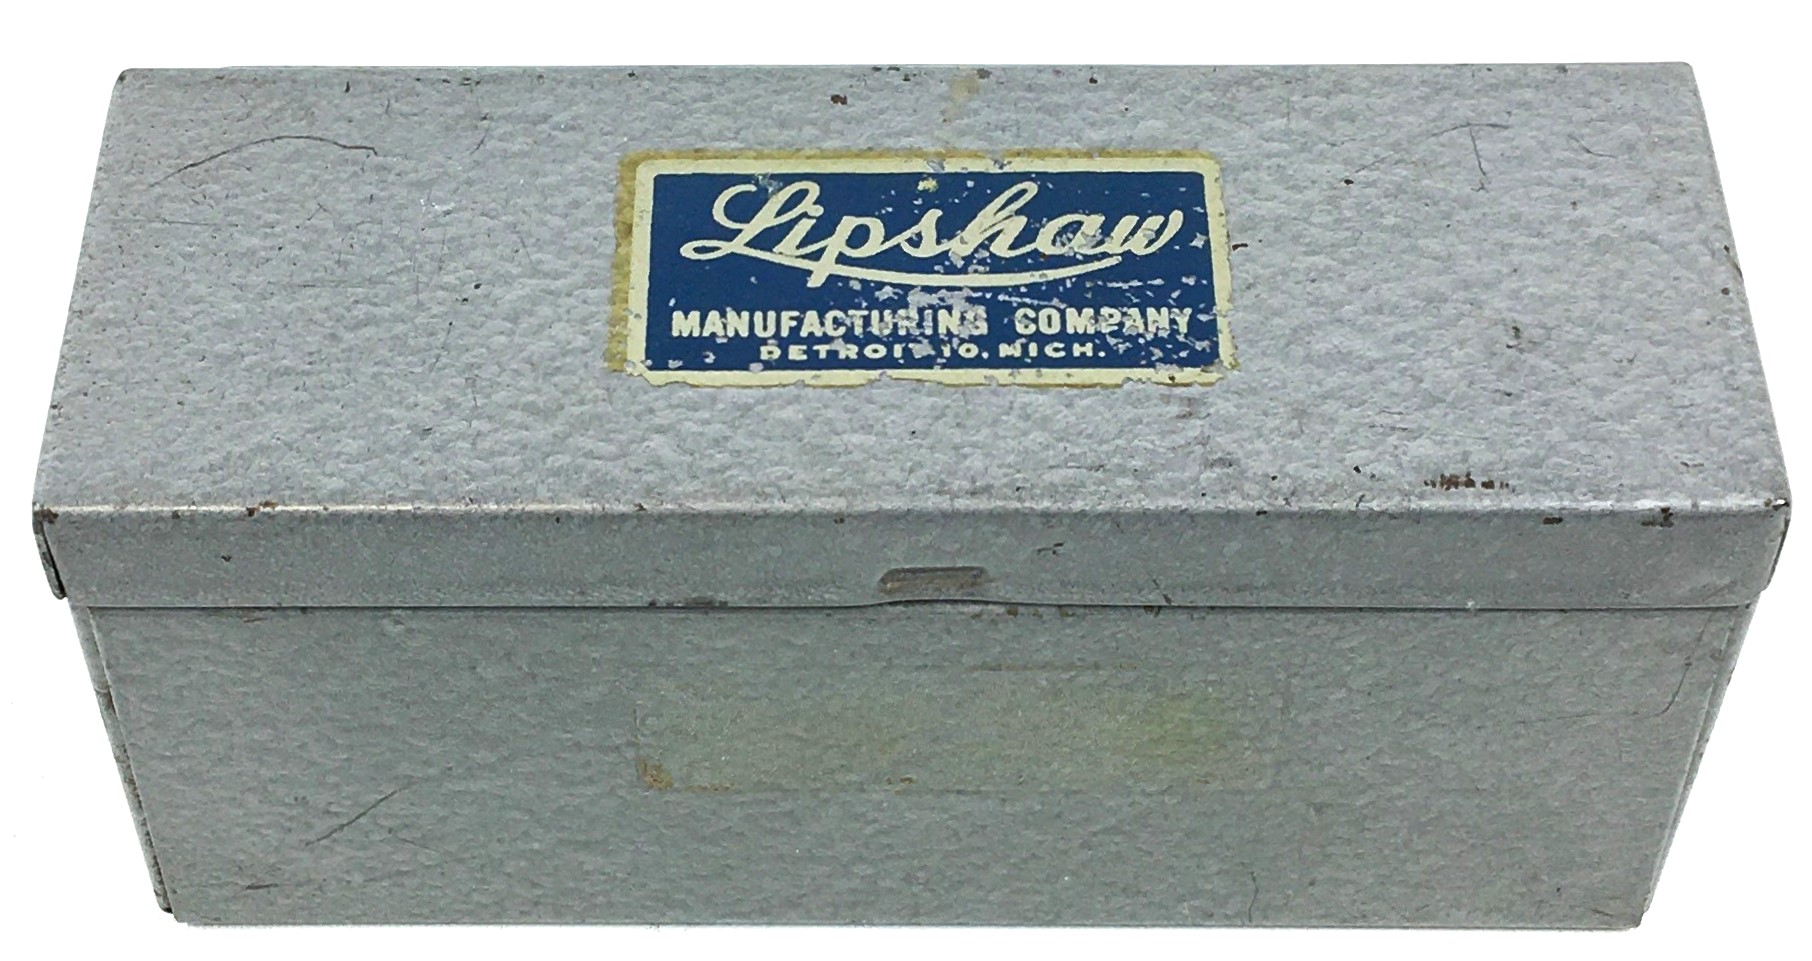 Lipshaw
MANUFACTURING COMPANY
DETROIT 10, MICH.